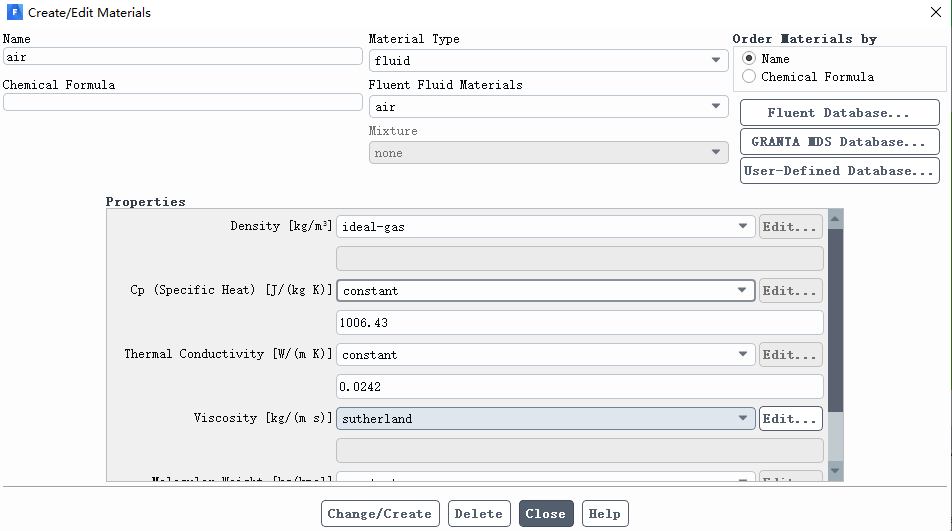 Create/Edit Materials
Name
air
Chemical Formula
Material Type
fluid
Fluent Fluid Materials
air
Mixture
none
Order Materials by
Name
Chemical Formula
Fluent Database...
GRANTA MDS Database...
User-Defined Database...
Properties
Density [kg/m³] ideal-gas Edit...
Cp (Specific Heat) [J/(kg K)] constant Edit...
1006.43
Thermal Conductivity [W/(m K)] constant Edit...
0.0242
Viscosity [kg/(m s)] sutherland Edit...
Change/Create Delete Close Help